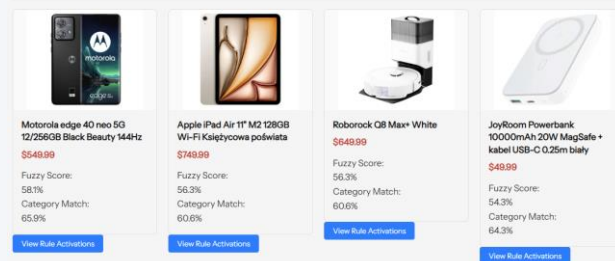 motorola
edge
Motorola edge 40 neo 5G
12/256GB Black Beauty 144Hz
$549.99
Fuzzy Score:
58.1%
Category Match:
65.9%
View Rule Activations
Apple iPad Air 11" M2 128GB
Wi-Fi Księżycowa poświata
$749.99
Fuzzy Score:
56.3%
Category Match:
60.6%
View Rule Activations
Roborock Q8 Max+ White
$649.99
Fuzzy Score:
56.3%
Category Match:
60.6%
View Rule Activations
JoyRoom Powerbank
10000mAh 20W MagSafe +
kabel USB-C 0.25m biały
$49.99
Fuzzy Score:
54.3%
Category Match:
64.3%
View Rule Activations